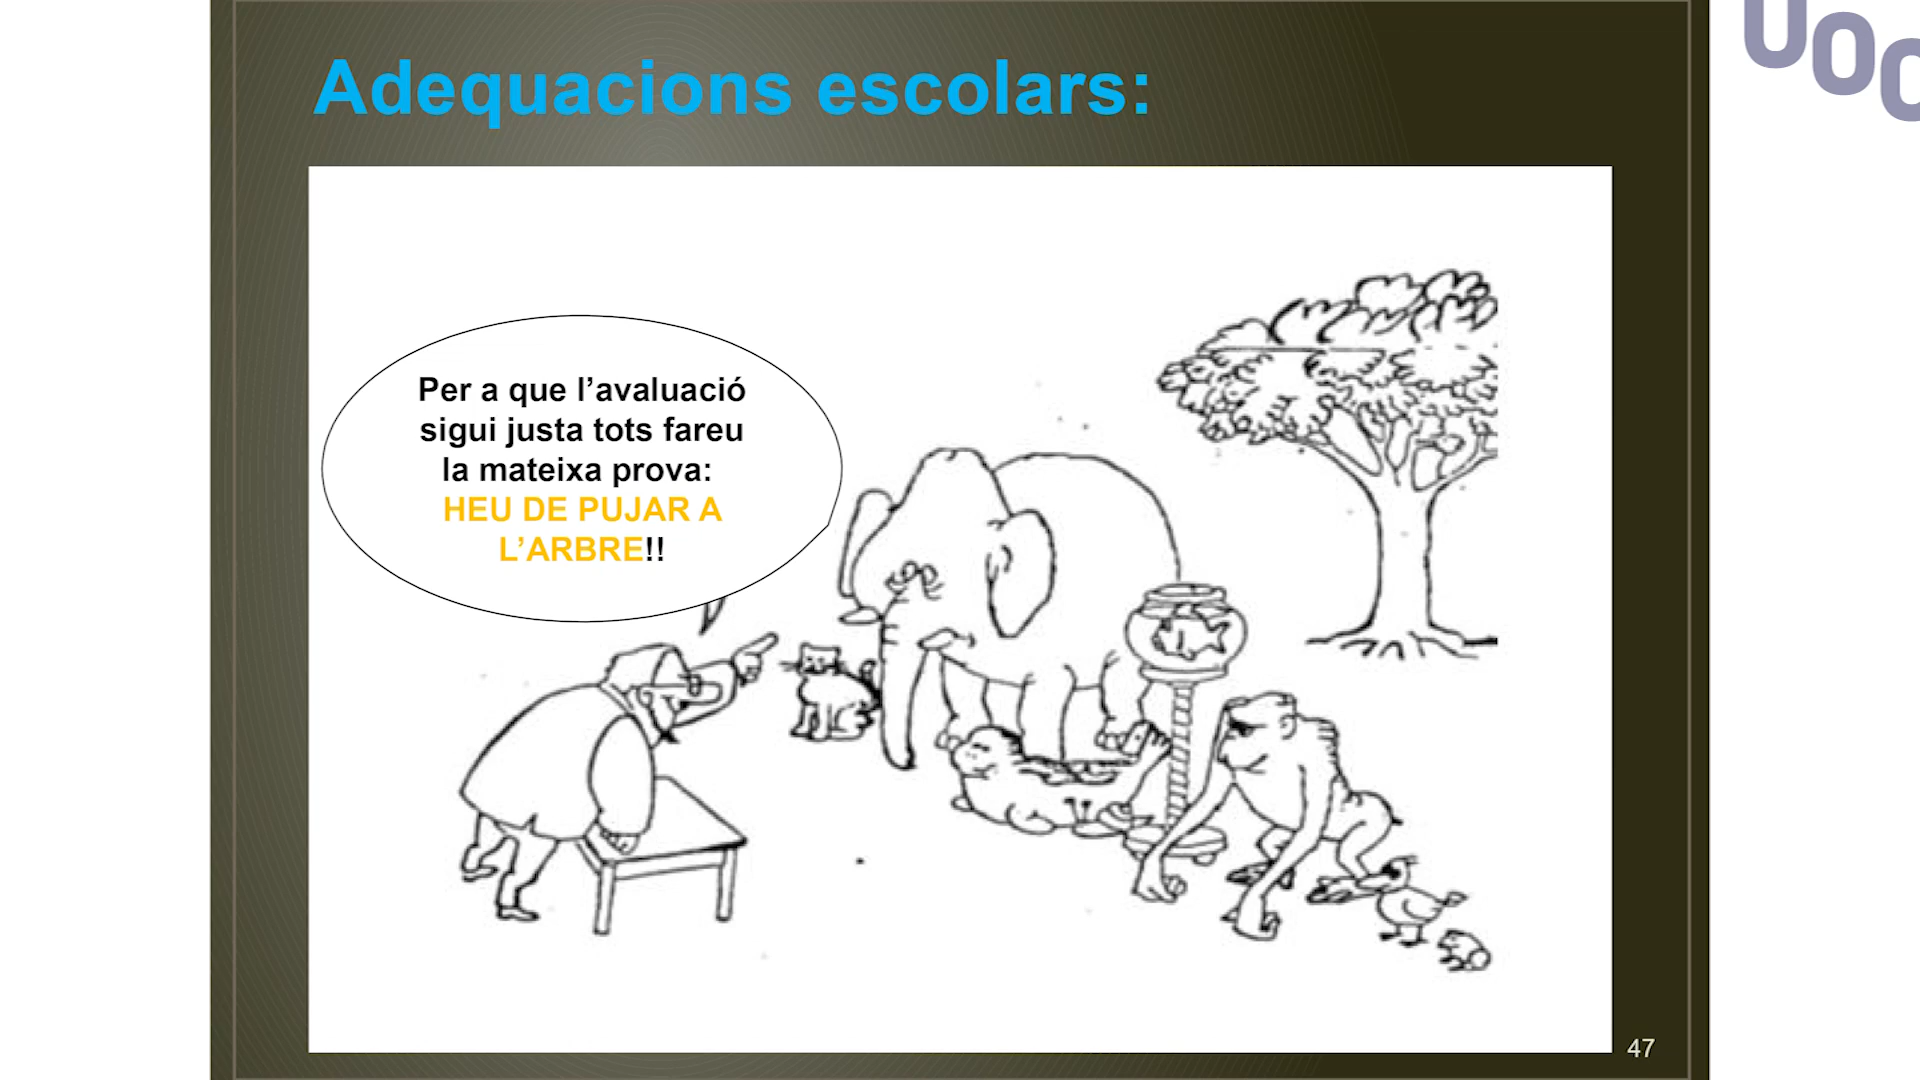 UOC
Adequacions escolars:
Per a que l’avaluació
sigui justa tots fareu
la mateixa prova:
HEU DE PUJAR A
L’ARBRE!!
47